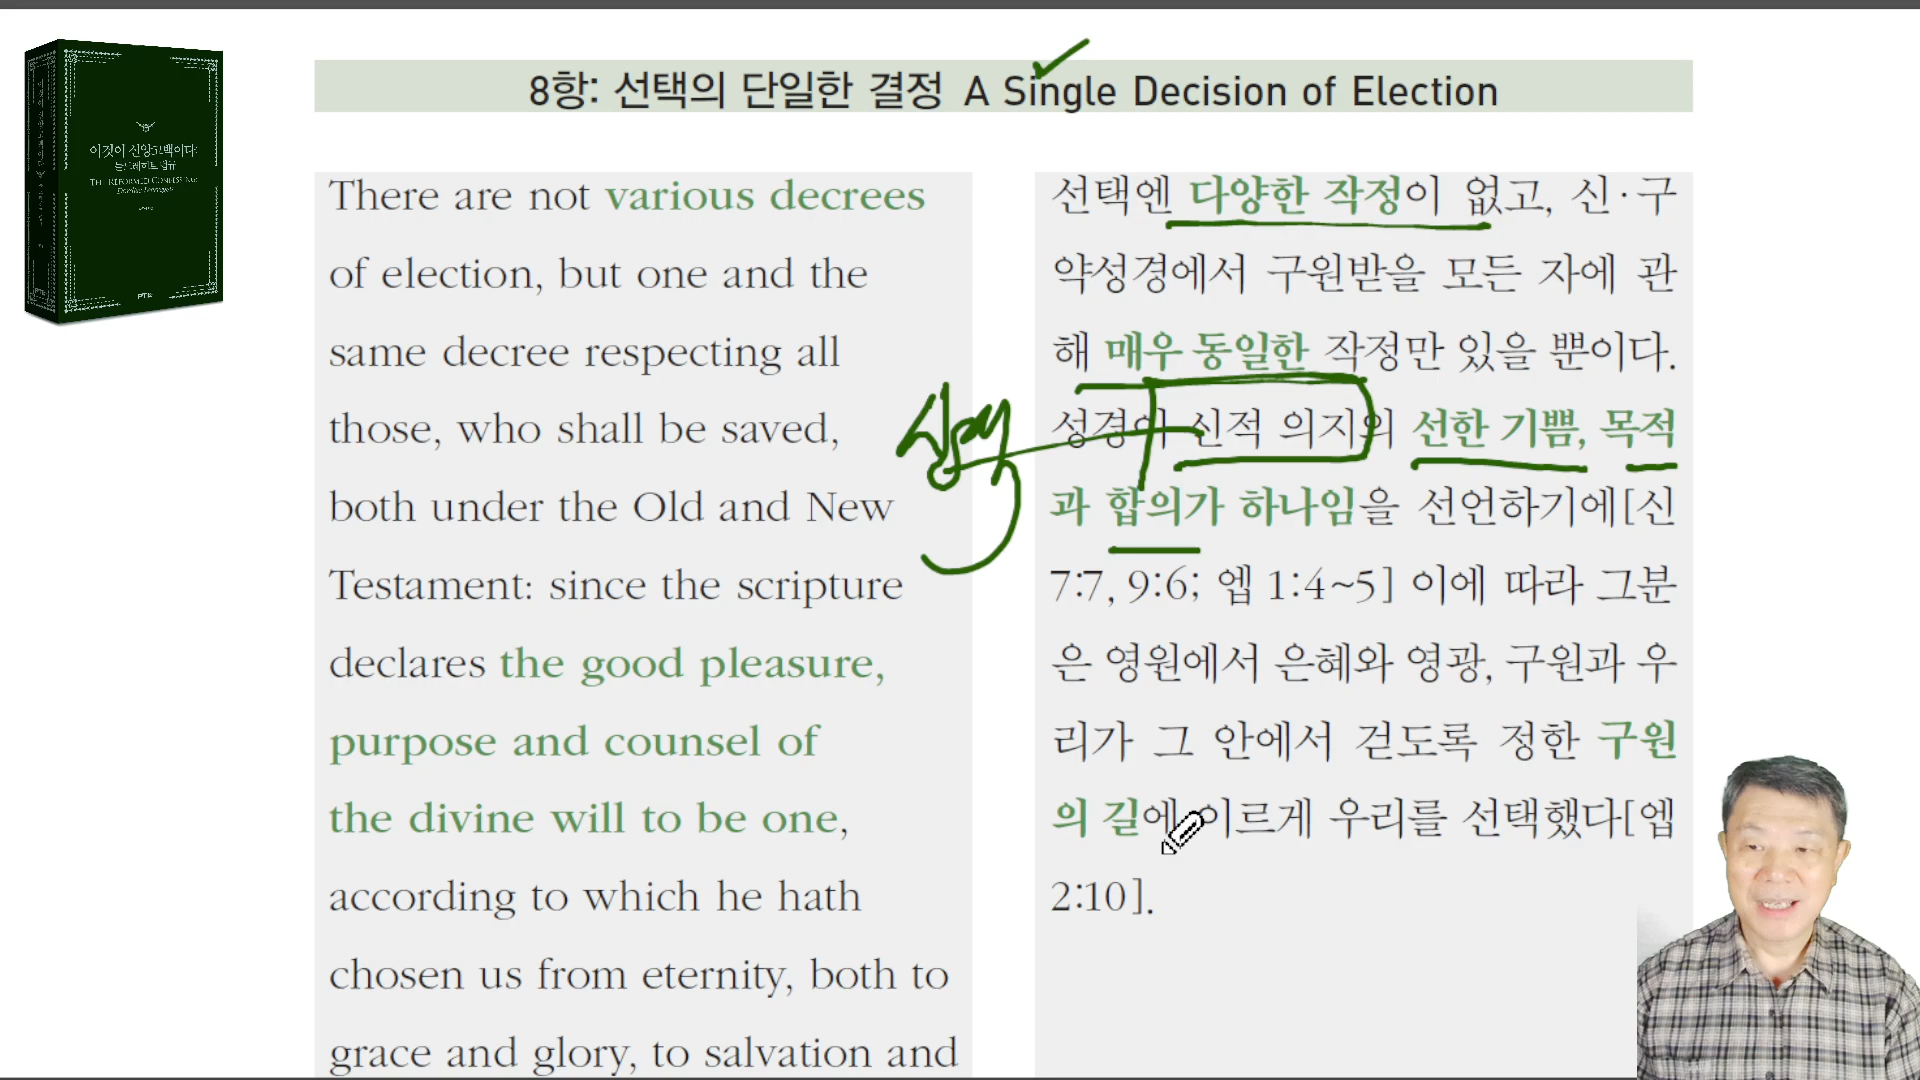 8항: 선택의 단일한 결정 A Single Decision of Election
이것이 신앙고백이다:
There are not various decrees
of election, but one and the
same decree respecting all
those, who shall be saved,
both under the Old and New
Testament: since the scripture
declares the good pleasure,
purpose and counsel of
the divine will to be one,
according to which he hath
chosen us from eternity, both to
grace and glory, to salvation and
선택엔 다양한 작정이 없고, 신·구
약성경에서 구원받을 모든 자에 관
해 매우 동일한 작정만 있을 뿐이다.
성경이 신적 의지의 선한 기쁨, 목적
과 합의가 하나임을 선언하기에[신
7:7, 9:6; 엡 1:4~5] 이에 따라 그분
은 영원에서 은혜와 영광, 구원과 우
리가 그 안에서 걷도록 정한 구원
의 길에 이르게 우리를 선택했다[엡
2:10].